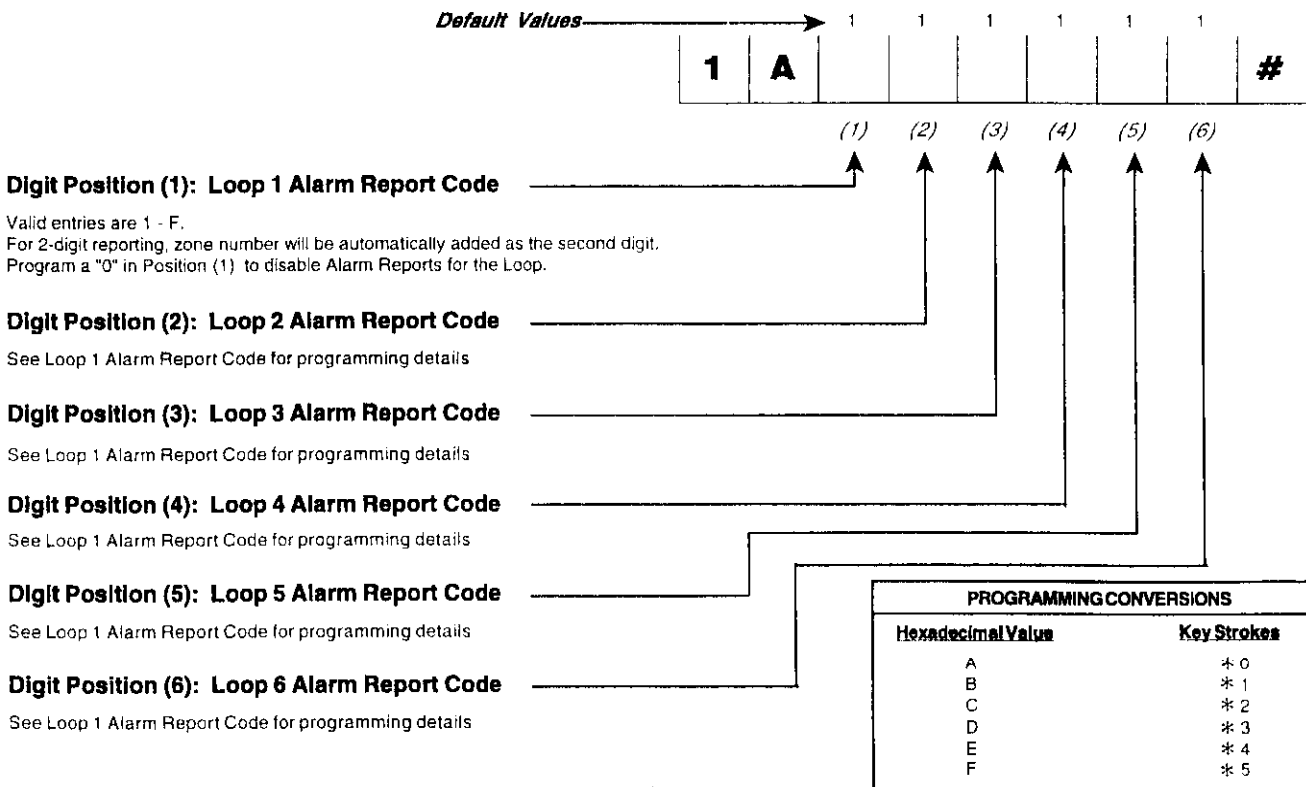 Default Values 1 1 1 1 1 1
1 A #
(1) (2) (3) (4) (5) (6)
Digit Position (1): Loop 1 Alarm Report Code
Valid entries are 1 - F.
For 2-digit reporting, zone number will be automatically added as the second digit.
Program a "0" in Position (1) to disable Alarm Reports for the Loop.
Digit Position (2): Loop 2 Alarm Report Code
See Loop 1 Alarm Report Code for programming details
Digit Position (3): Loop 3 Alarm Report Code
See Loop 1 Alarm Report Code for programming details
Digit Position (4): Loop 4 Alarm Report Code
See Loop 1 Alarm Report Code for programming details
Digit Position (5): Loop 5 Alarm Report Code
See Loop 1 Alarm Report Code for programming details
Digit Position (6): Loop 6 Alarm Report Code
See Loop 1 Alarm Report Code for programming details
PROGRAMMING CONVERSIONS
Hexadecimal Value Key Strokes
A * 0
B * 1
C * 2
D * 3
E * 4
F * 5